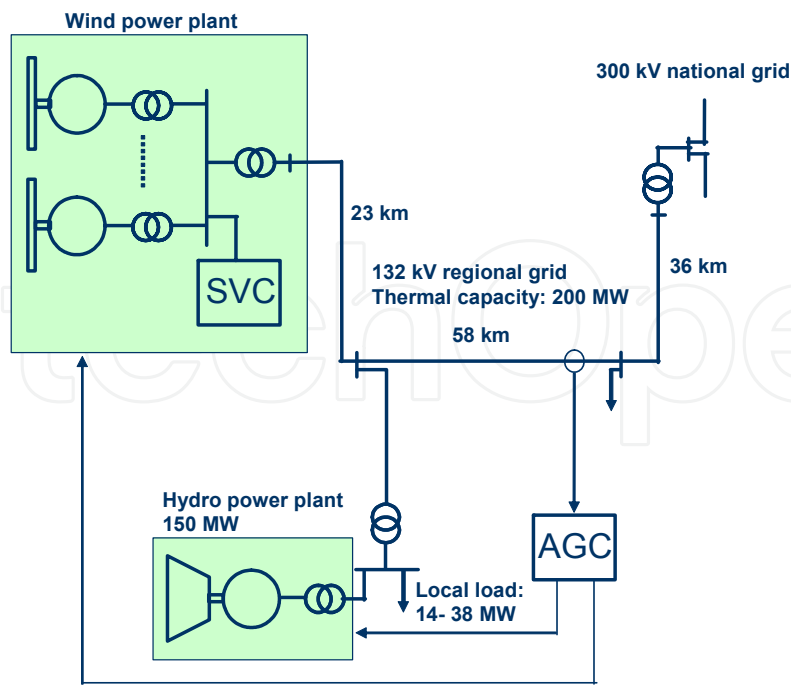 Wind power plant
300 kV national grid
23 km
132 kV regional grid
Thermal capacity: 200 MW
36 km
58 km
SVC
Hydro power plant
150 MW
AGC
Local load:
14- 38 MW